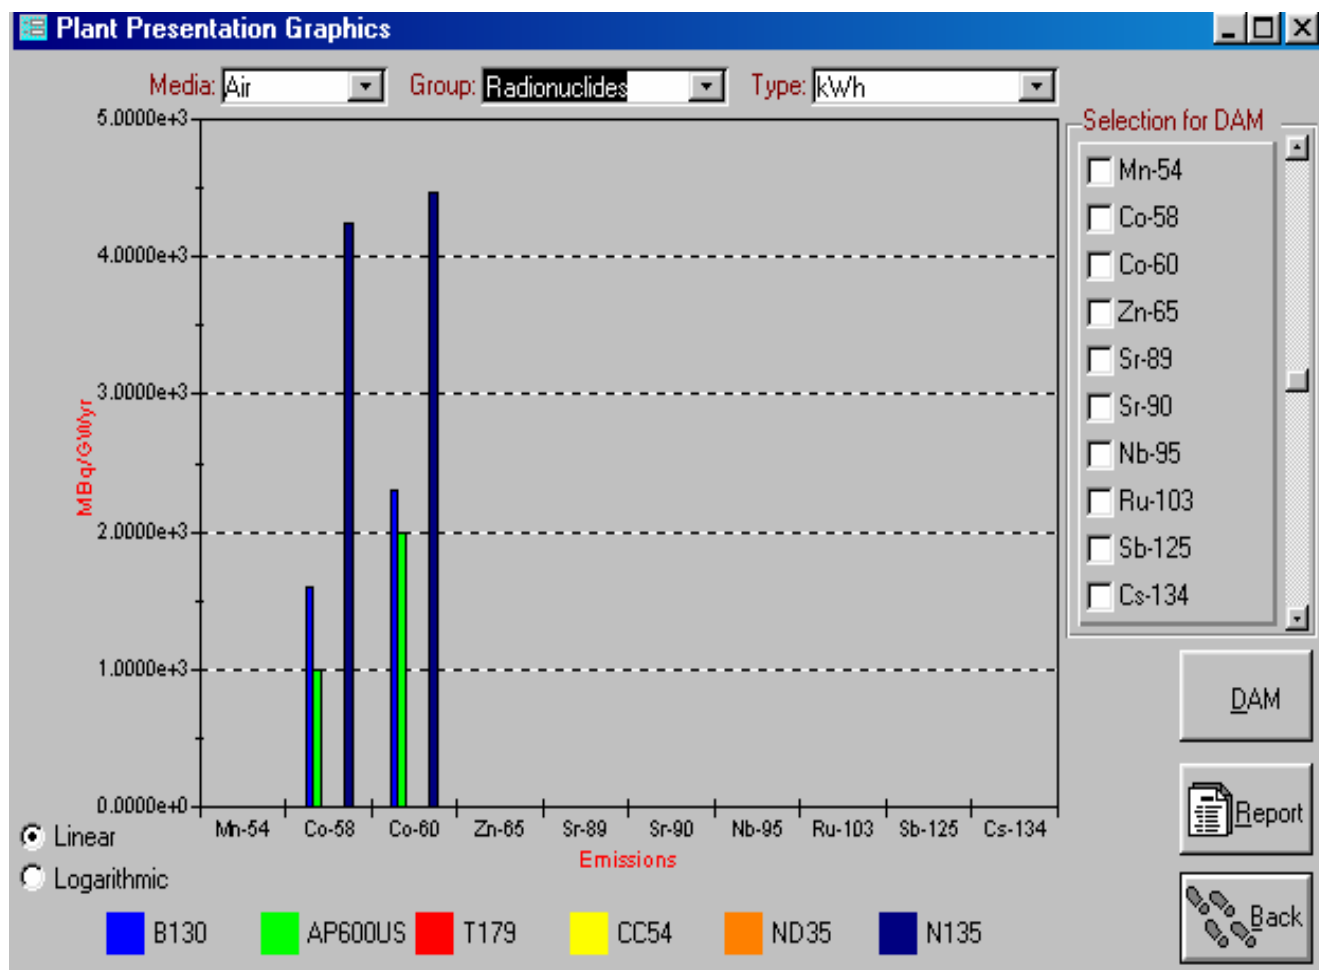 Plant Presentation Graphics
Media: Air Group: Radionuclides Type: kWh
Selection for DAM
Mn-54
Co-58
Co-60
Zn-65
Sr-89
Sr-90
Nb-95
Ru-103
Sb-125
Cs-134
5.0000e+3
4.0000e+3
3.0000e+3
2.0000e+3
1.0000e+3
0.0000e+0
MBq/GWyr
Mn-54 Co-58 Co-60 Zn-65 Sr-89 Sr-90 Nb-95 Ru-103 Sb-125 Cs-134
Emissions
Linear
Logarithmic
B130 AP600US T179 CC54 ND35 N135
DAM
Report
Back